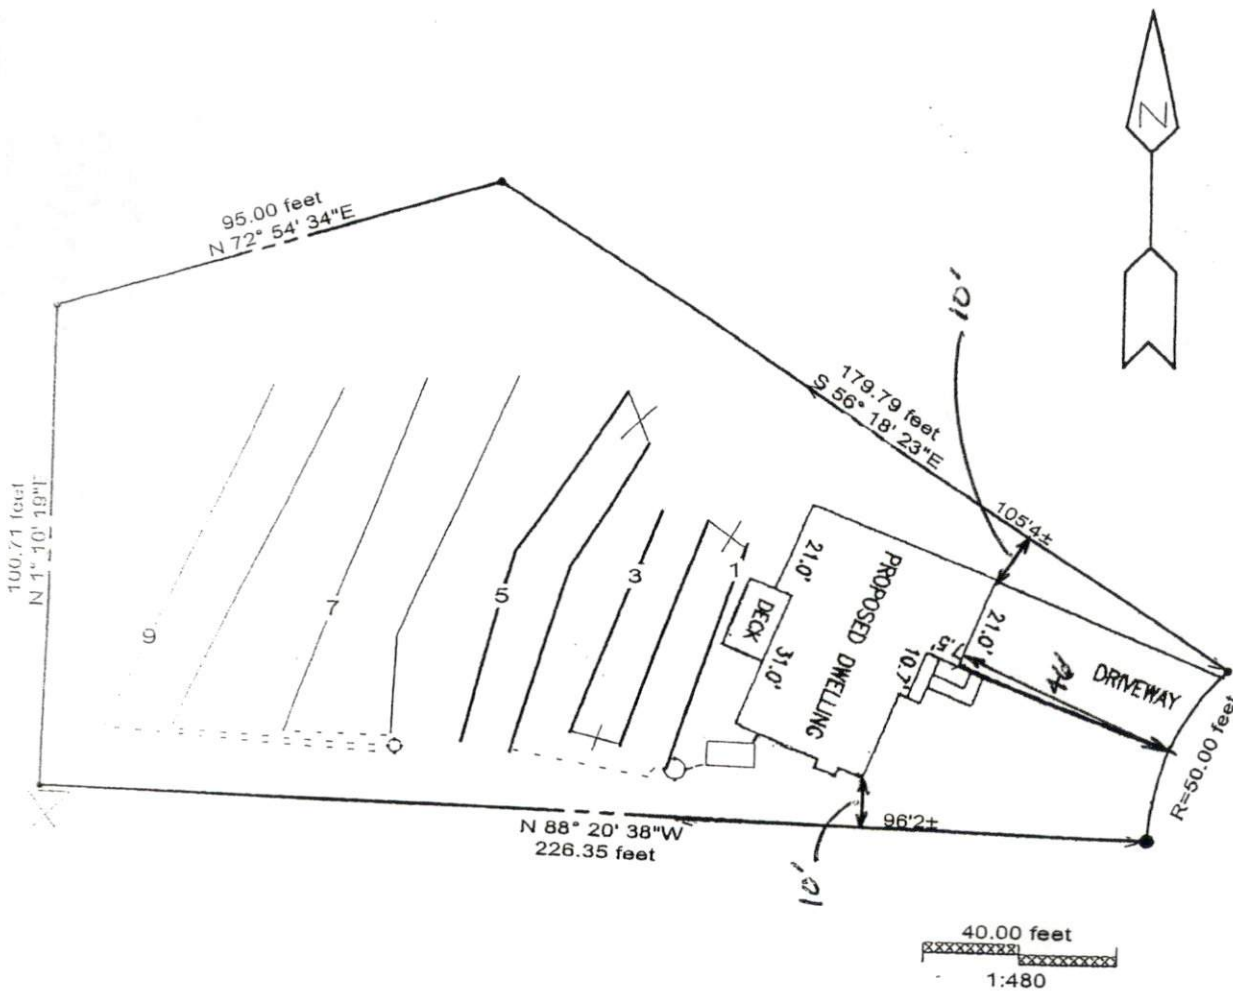 N
95.00 feet
N 72° 54' 34"E
10'
179.79 feet
S 56° 18' 23"E
105'4±
100.71 feet
N 1° 10' 19"
9
7
5
3
1
21.0'
DECK
31.0'
PROPOSED DWELLING
21.0'
10.7'
DRIVEWAY
R=50.00 feet
N 88° 20' 38"W
226.35 feet
96'2±
10'
40.00 feet
1:480